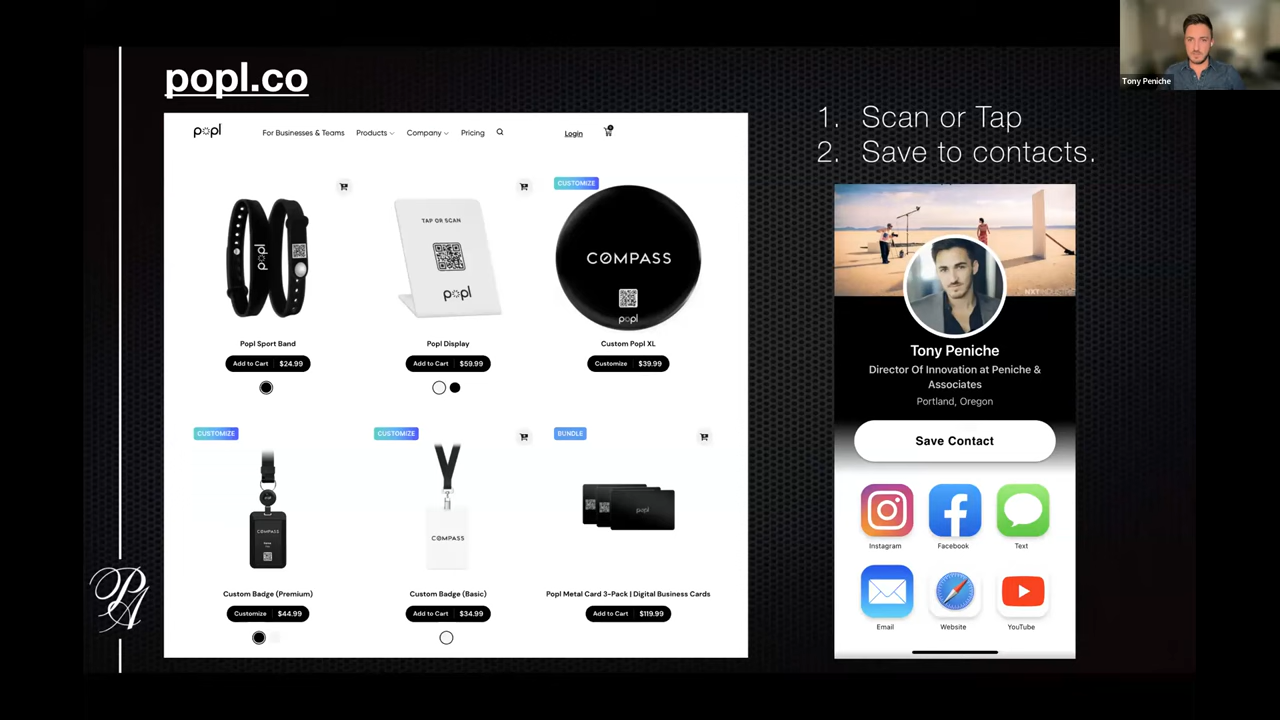 Tony Peniche
popl.co
popl
For Businesses & Teams
Products
Company
Pricing
Login
1. Scan or Tap
2. Save to contacts.
popl
Popl Sport Band
Add to Cart $24.99
TAP OR SCAN
popl
Popl Display
Add to Cart $59.99
CUSTOMIZE
COMPASS
popl
Custom Popl XL
Customize $39.99
CUSTOMIZE
COMPASS
Custom Badge (Premium)
Customize $44.99
CUSTOMIZE
COMPASS
Custom Badge (Basic)
Add to Cart $34.99
BUNDLE
popl
Popl Metal Card 3-Pack | Digital Business Cards
Add to Cart $119.99
Tony Peniche
Director Of Innovation at Peniche &
Associates
Portland, Oregon
Save Contact
Instagram
Facebook
Text
Email
Website
YouTube
PA